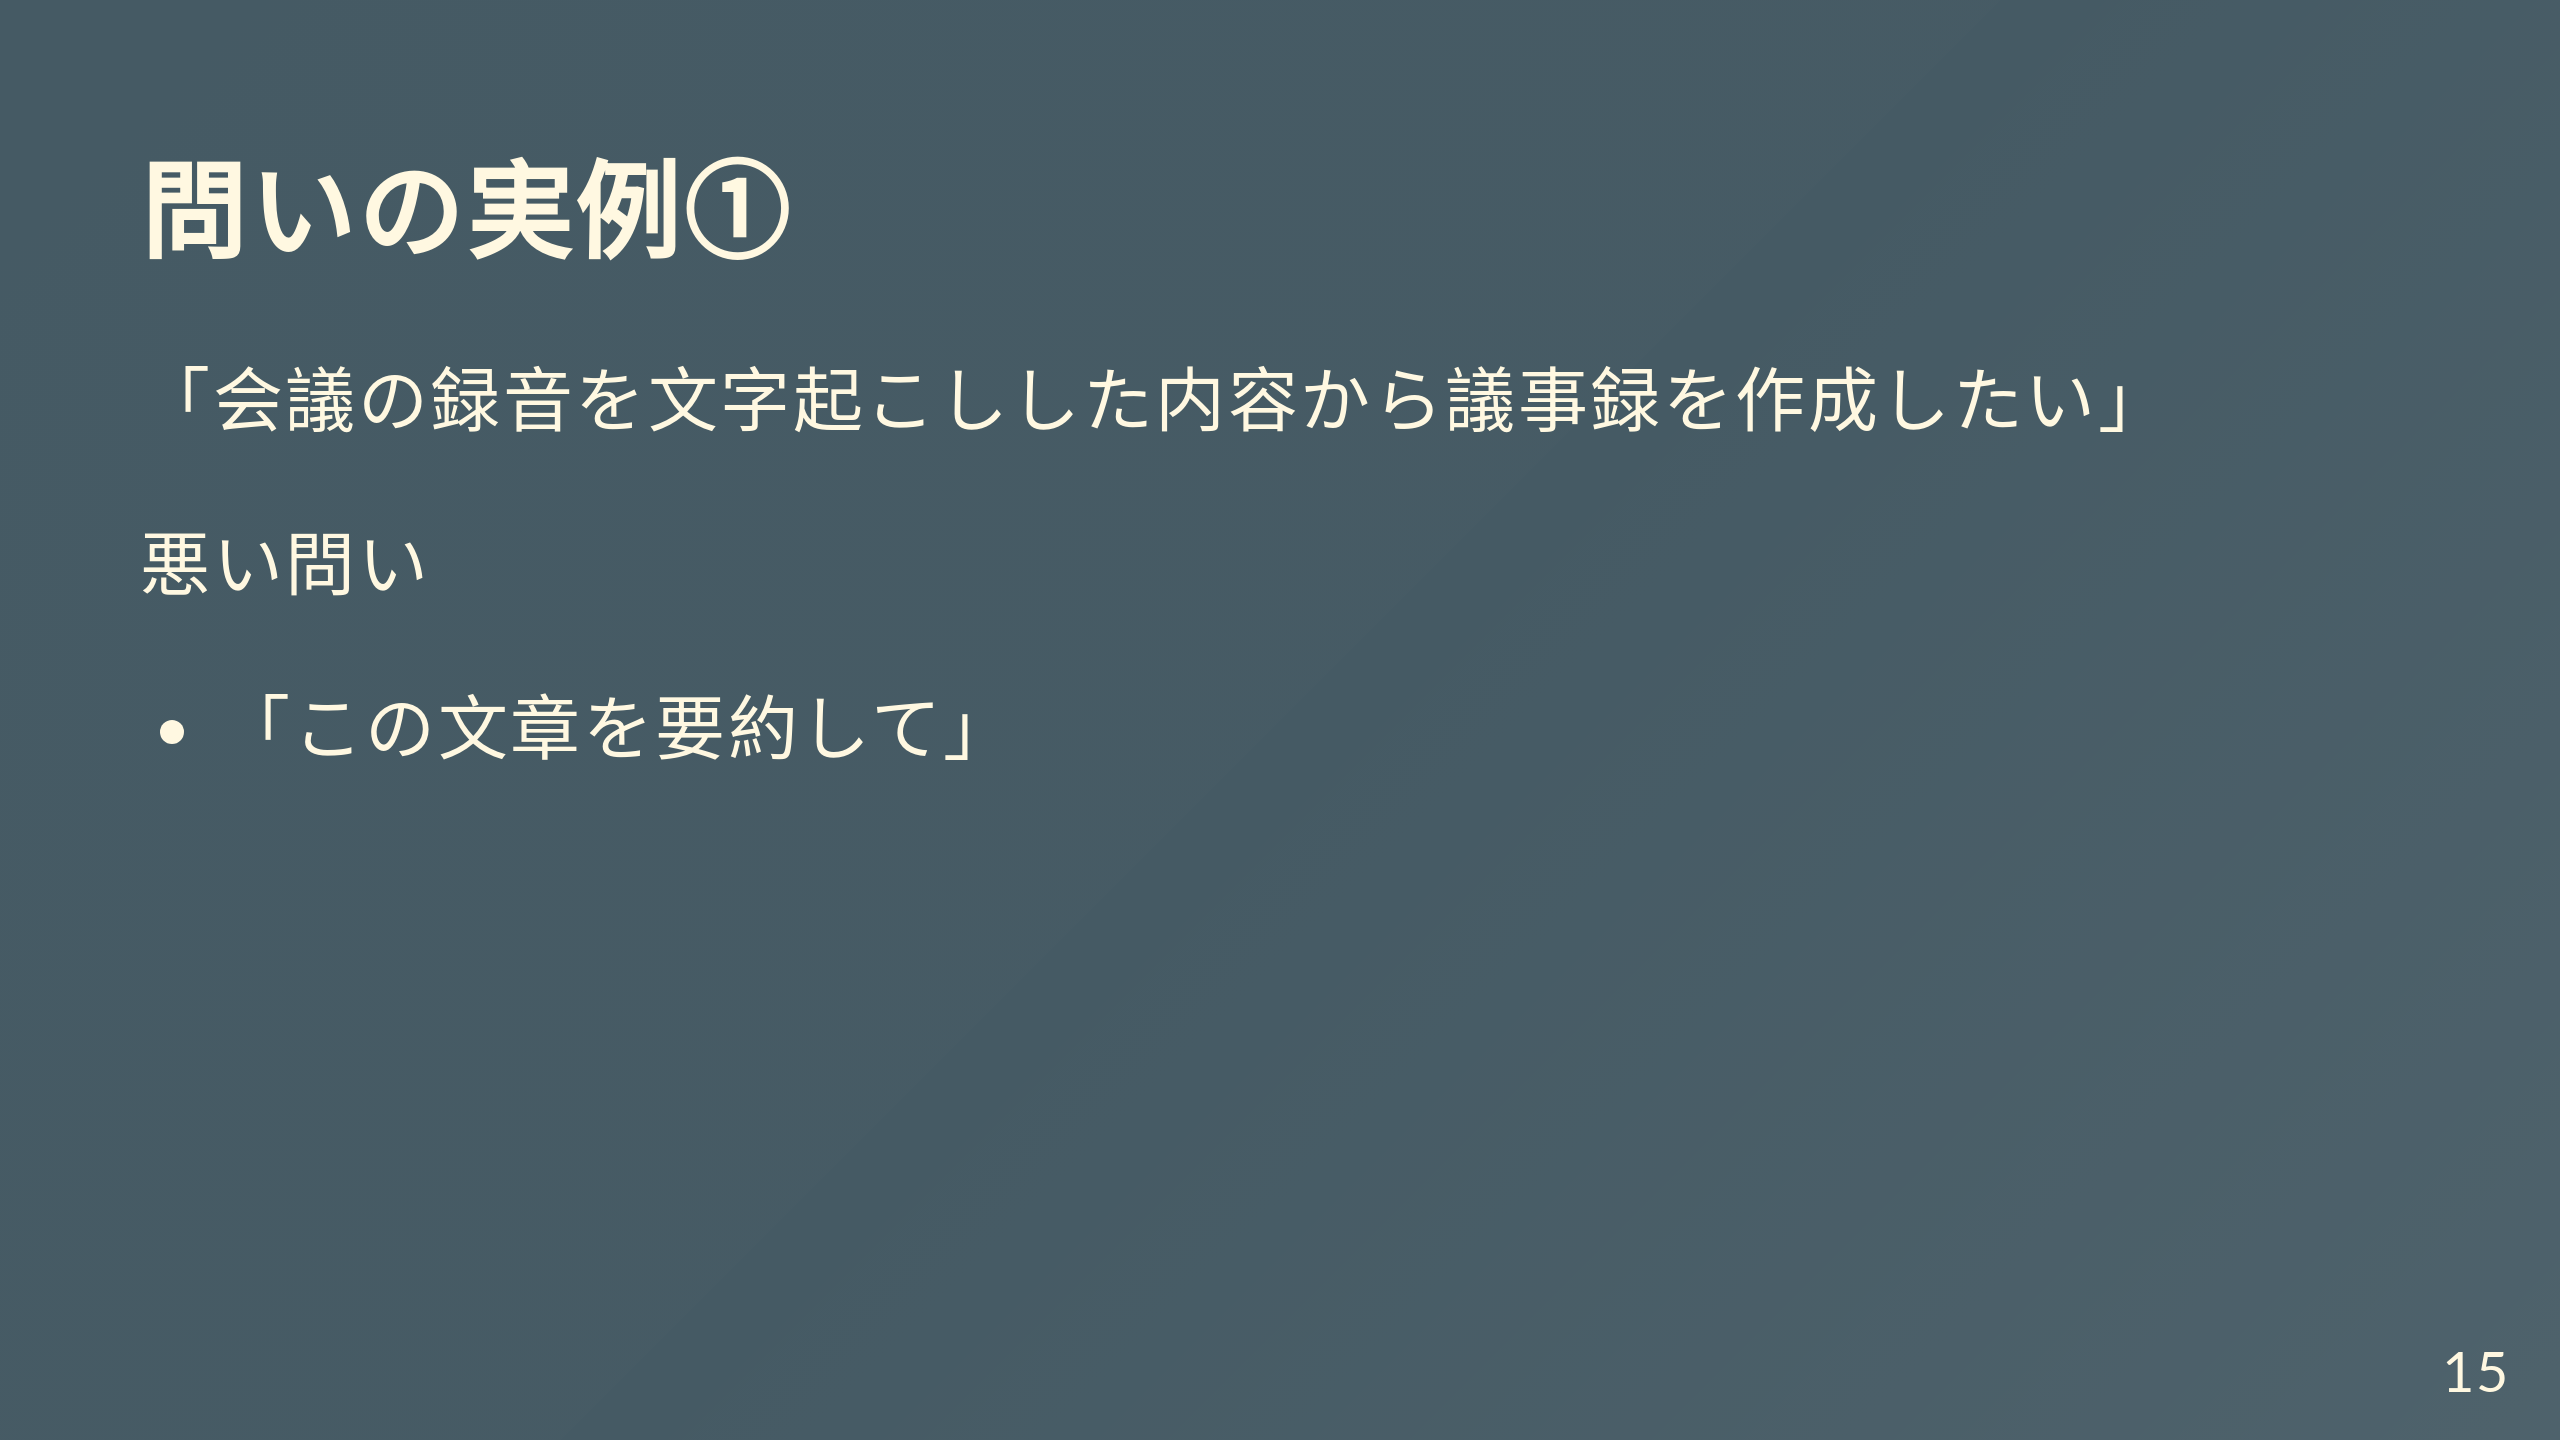 問いの実例①
「会議の録音を文字起こしした内容から議事録を作成したい」
悪い問い
• 「この文章を要約して」
15